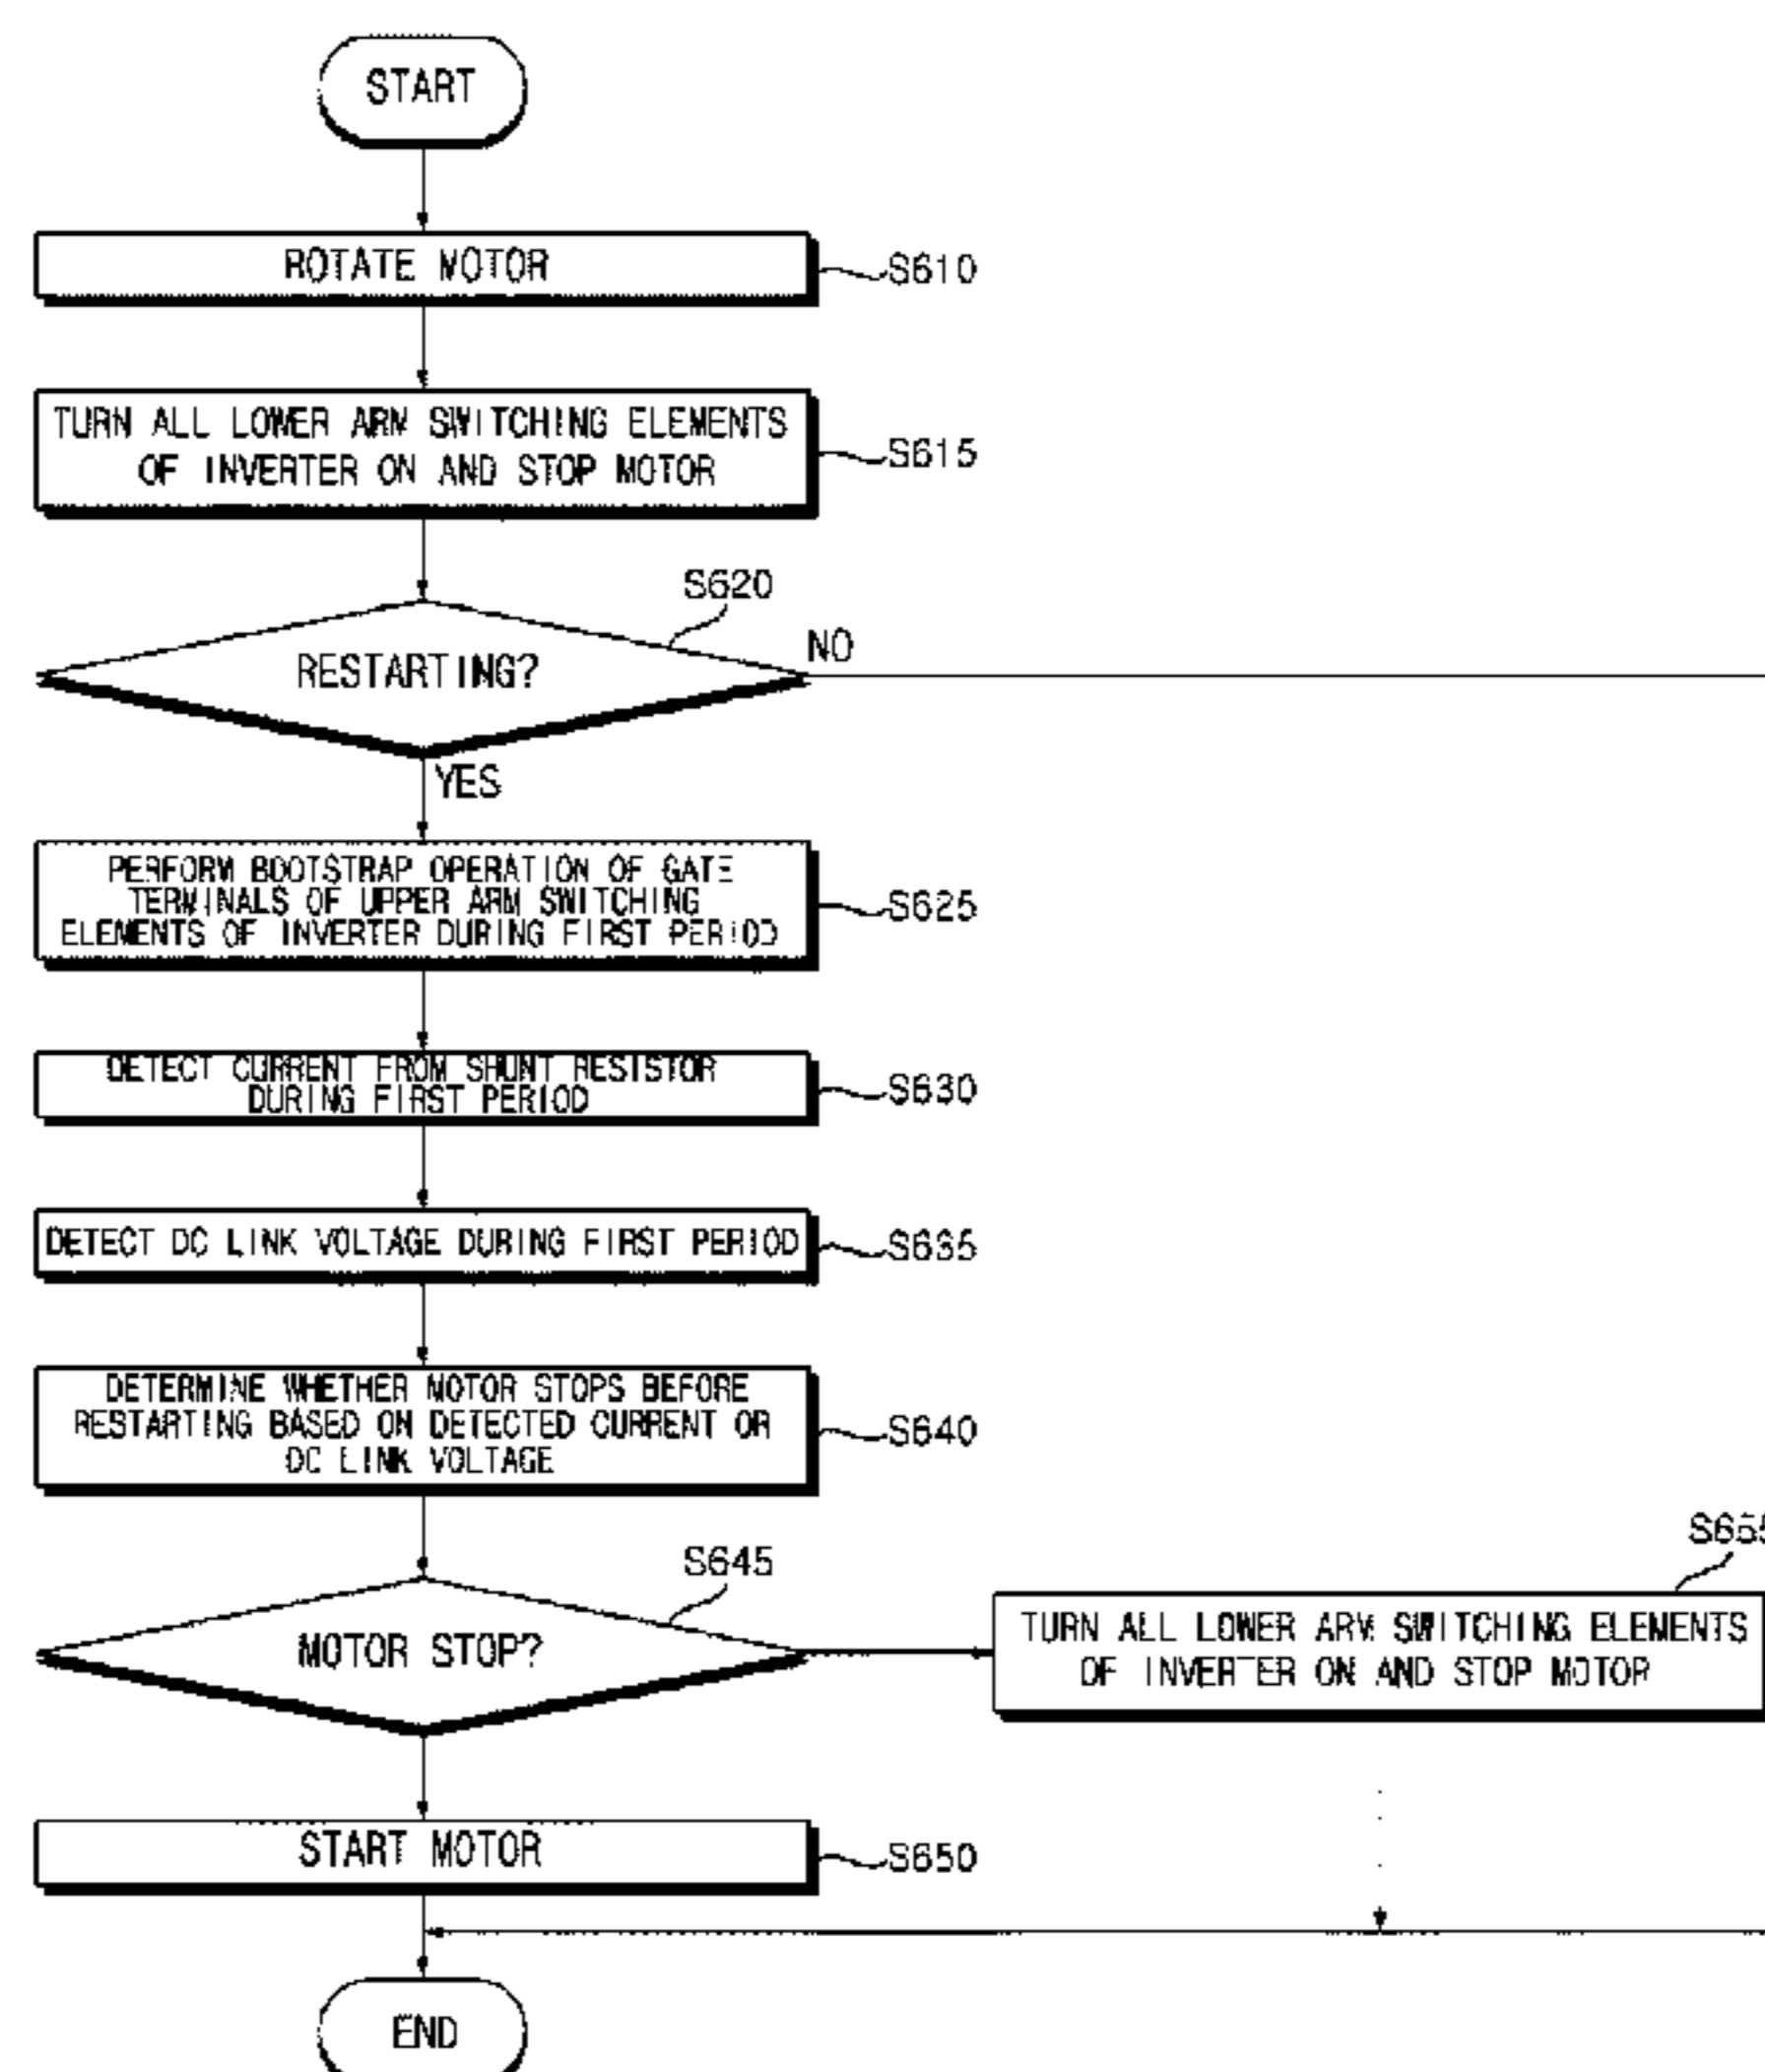 START
ROTATE MOTOR
S610
TURN ALL LOWER ARM SWITCHING ELEMENTS
OF INVERTER ON AND STOP MOTOR
S615
S620
RESTARTING?
NO
YES
PERFORM BOOTSTRAP OPERATION OF GATE
TERMINALS OF UPPER ARM SWITCHING
ELEMENTS OF INVERTER DURING FIRST PERIOD
S625
DETECT CURRENT FROM SHUNT RESISTOR
DURING FIRST PERIOD
S630
DETECT DC LINK VOLTAGE DURING FIRST PERIOD
S635
DETERMINE WHETHER MOTOR STOPS BEFORE
RESTARTING BASED ON DETECTED CURRENT OR
DC LINK VOLTAGE
S640
S645
MOTOR STOP?
S655
TURN ALL LOWER ARM SWITCHING ELEMENTS
OF INVERTER ON AND STOP MOTOR
START MOTOR
S650
END